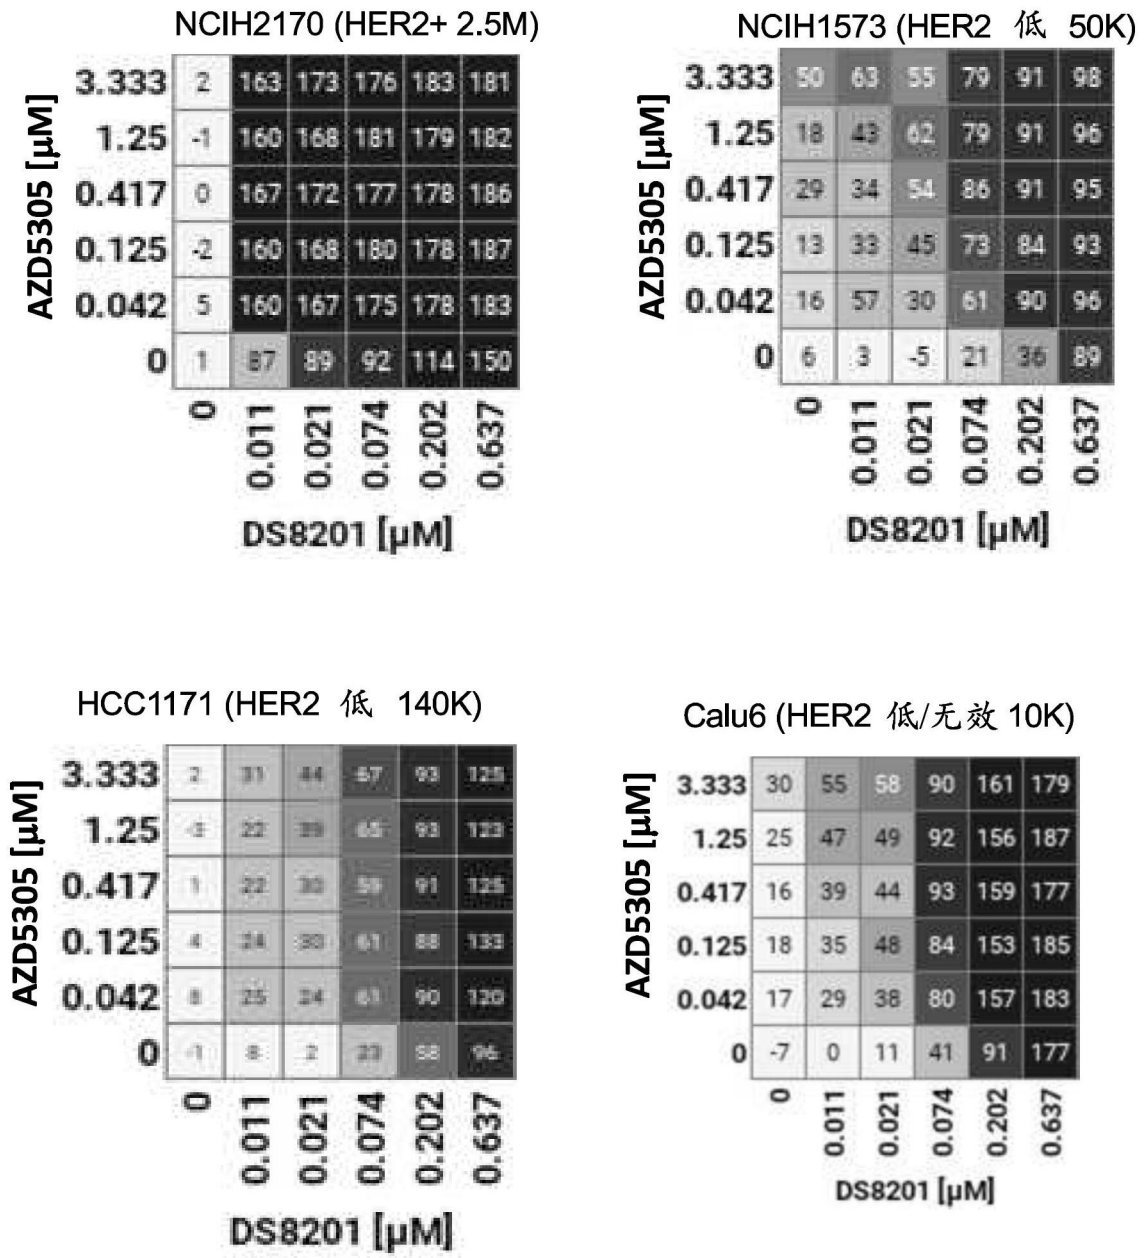 NCIH2170 (HER2+ 2.5M)
AZD5305 [µM]
3.333 2 163 173 176 183 181
1.25 -1 160 168 181 179 182
0.417 0 167 172 177 178 186
0.125 -2 160 168 180 178 187
0.042 5 160 167 175 178 183
0 1 87 89 92 114 150
0 0.011 0.021 0.074 0.202 0.637
DS8201 [µM]
NCIH1573 (HER2 低 50K)
AZD5305 [µM]
3.333 50 63 55 79 91 98
1.25 18 43 62 79 91 96
0.417 29 34 54 86 91 95
0.125 13 33 45 73 84 93
0.042 16 57 30 61 90 96
0 6 3 -5 21 36 89
0 0.011 0.021 0.074 0.202 0.637
DS8201 [µM]
HCC1171 (HER2 低 140K)
AZD5305 [µM]
3.333 2 31 44 67 93 125
1.25 -3 22 39 65 93 123
0.417 1 22 30 59 91 125
0.125 4 24 30 61 88 133
0.042 8 25 24 61 90 120
0 -1 8 2 23 58 96
0 0.011 0.021 0.074 0.202 0.637
DS8201 [µM]
Calu6 (HER2 低/无效 10K)
AZD5305 [µM]
3.333 30 55 58 90 161 179
1.25 25 47 49 92 156 187
0.417 16 39 44 93 159 177
0.125 18 35 48 84 153 185
0.042 17 29 38 80 157 183
0 -7 0 11 41 91 177
0 0.011 0.021 0.074 0.202 0.637
DS8201 [µM]